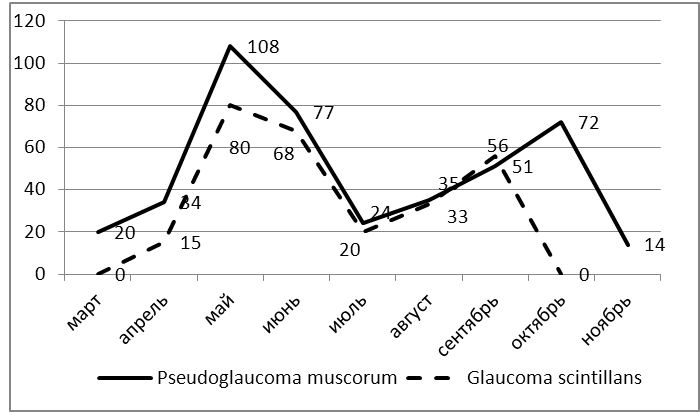 120
100
80
60
40
20
0
108
77
80
68
34
20
15
0
24
20
35
33
56
51
72
0
14
март
апрель
май
июнь
июль
август
сентябрь
октябрь
ноябрь
Pseudoglaucoma muscorum
Glaucoma scintillans